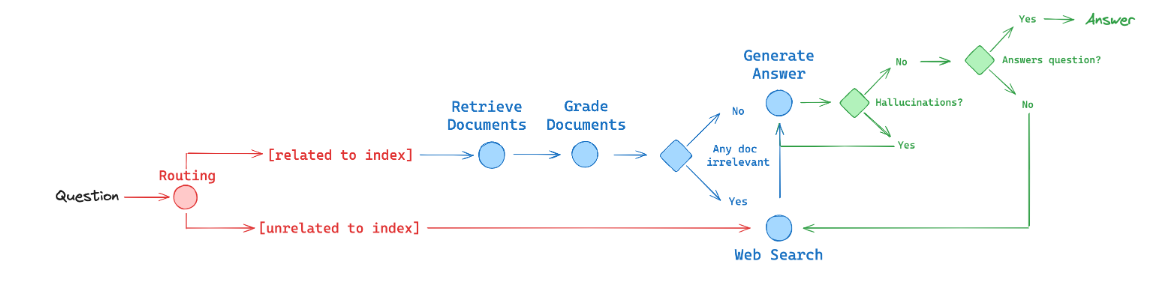 Question
Routing
[related to index]
[unrelated to index]
Retrieve
Documents
Grade
Documents
Any doc
irrelevant
No
Yes
Generate
Answer
Web Search
Hallucinations?
No
Yes
Answers question?
Yes
No
Answer